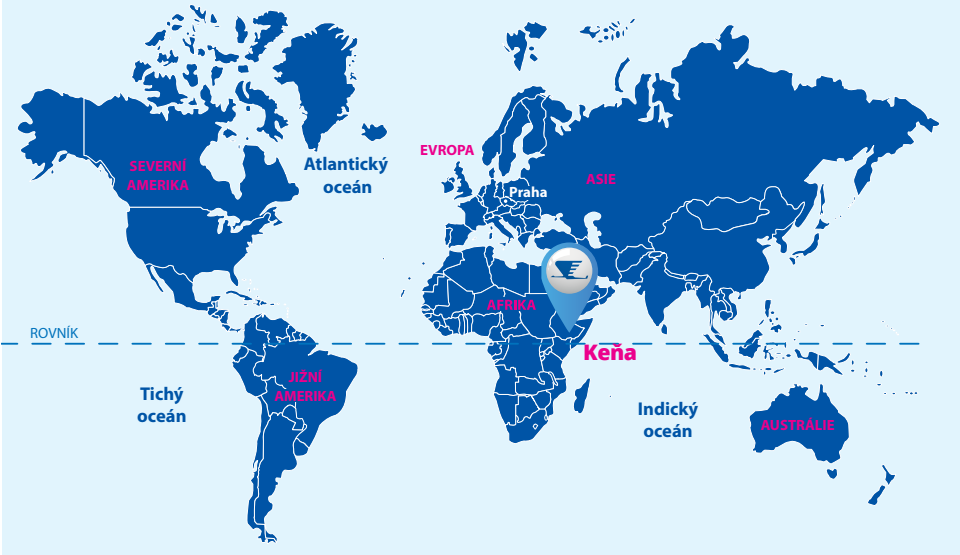 EVROPA
Atlantický
oceán
SEVERNÍ
AMERIKA
ASIE
Praha
AFRIKA
ROVNÍK
Keňa
JIŽNÍ
AMERIKA
Tichý
oceán
Indický
oceán
AUSTRÁLIE